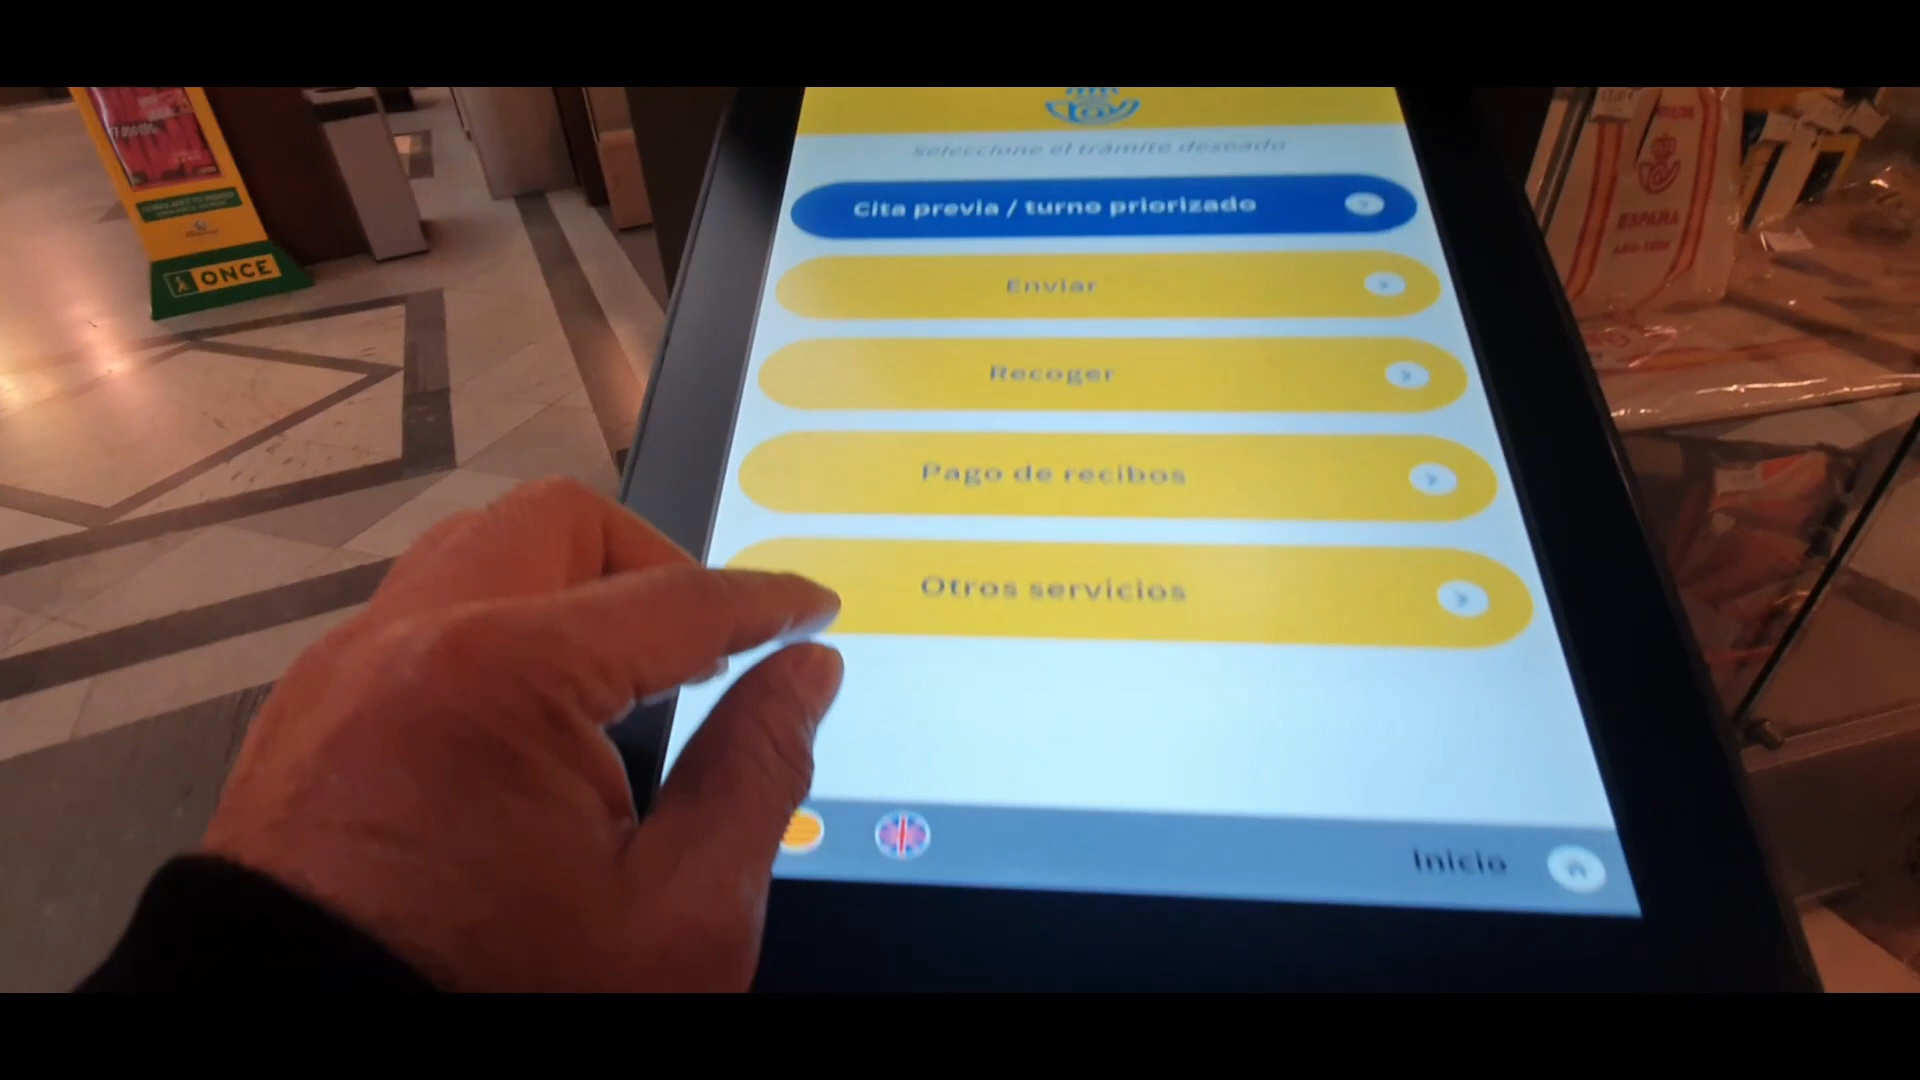 Seleccione el trámite deseado
Cita previa / turno priorizado
Enviar
Recoger
Pago de recibos
Otros servicios
Inicio
ONCE
ESPAÑA